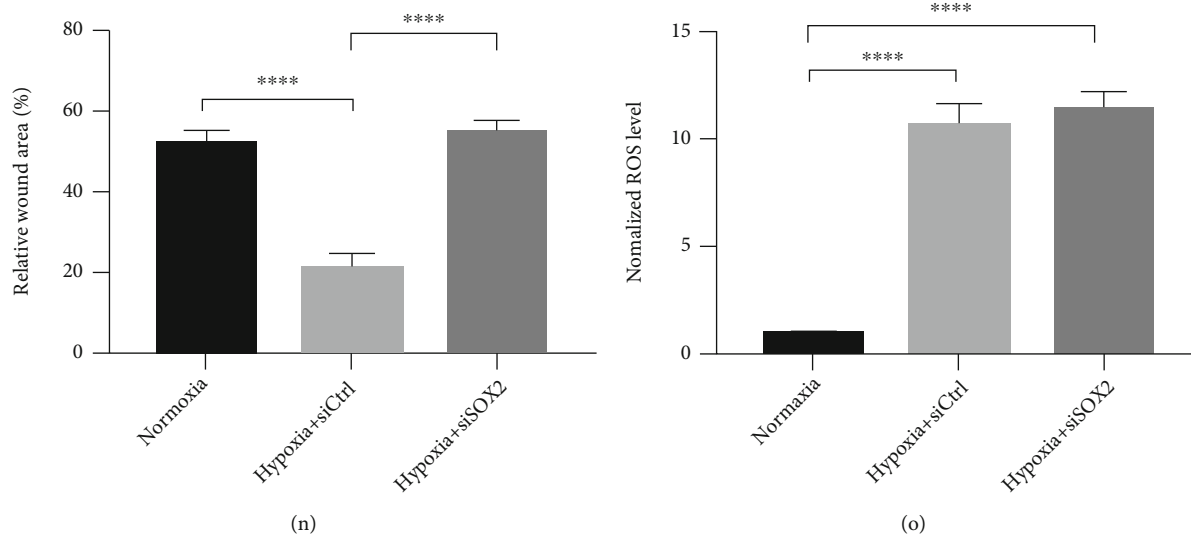 Relative wound area (%)
80
60
40
20
0
****
****
Normoxia
Hypoxia+siCtrl
Hypoxia+siSOX2
(n)
Nomalized ROS level
15
10
5
0
****
****
Normaxia
Hypoxia+siCtrl
Hypoxia+siSOX2
(o)